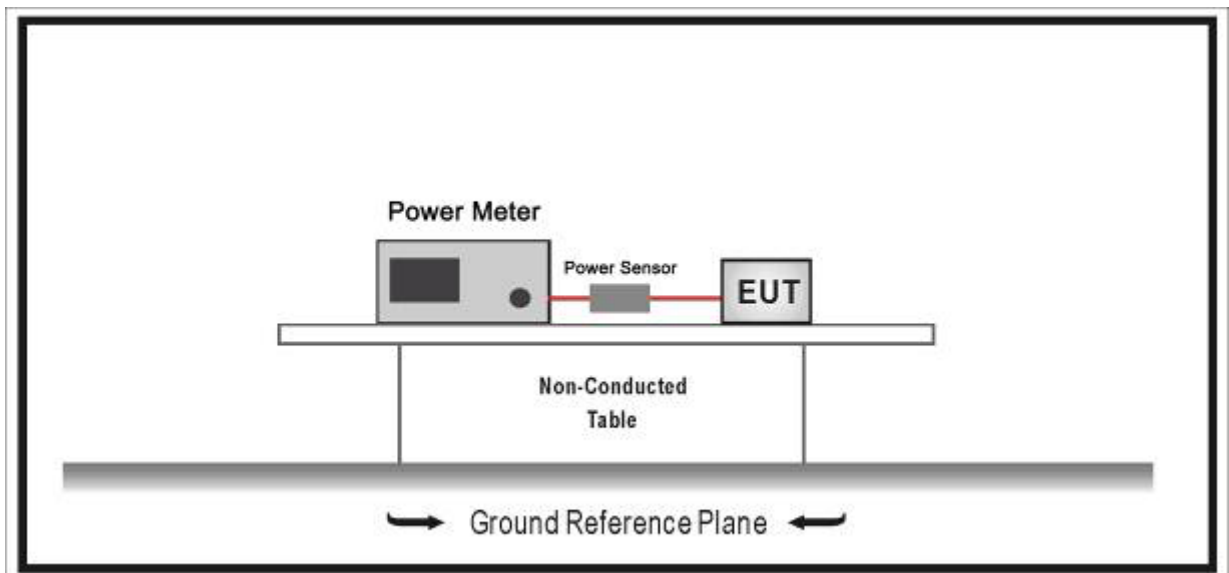 Power Meter
Power Sensor
EUT
Non-Conducted
Table
Ground Reference Plane